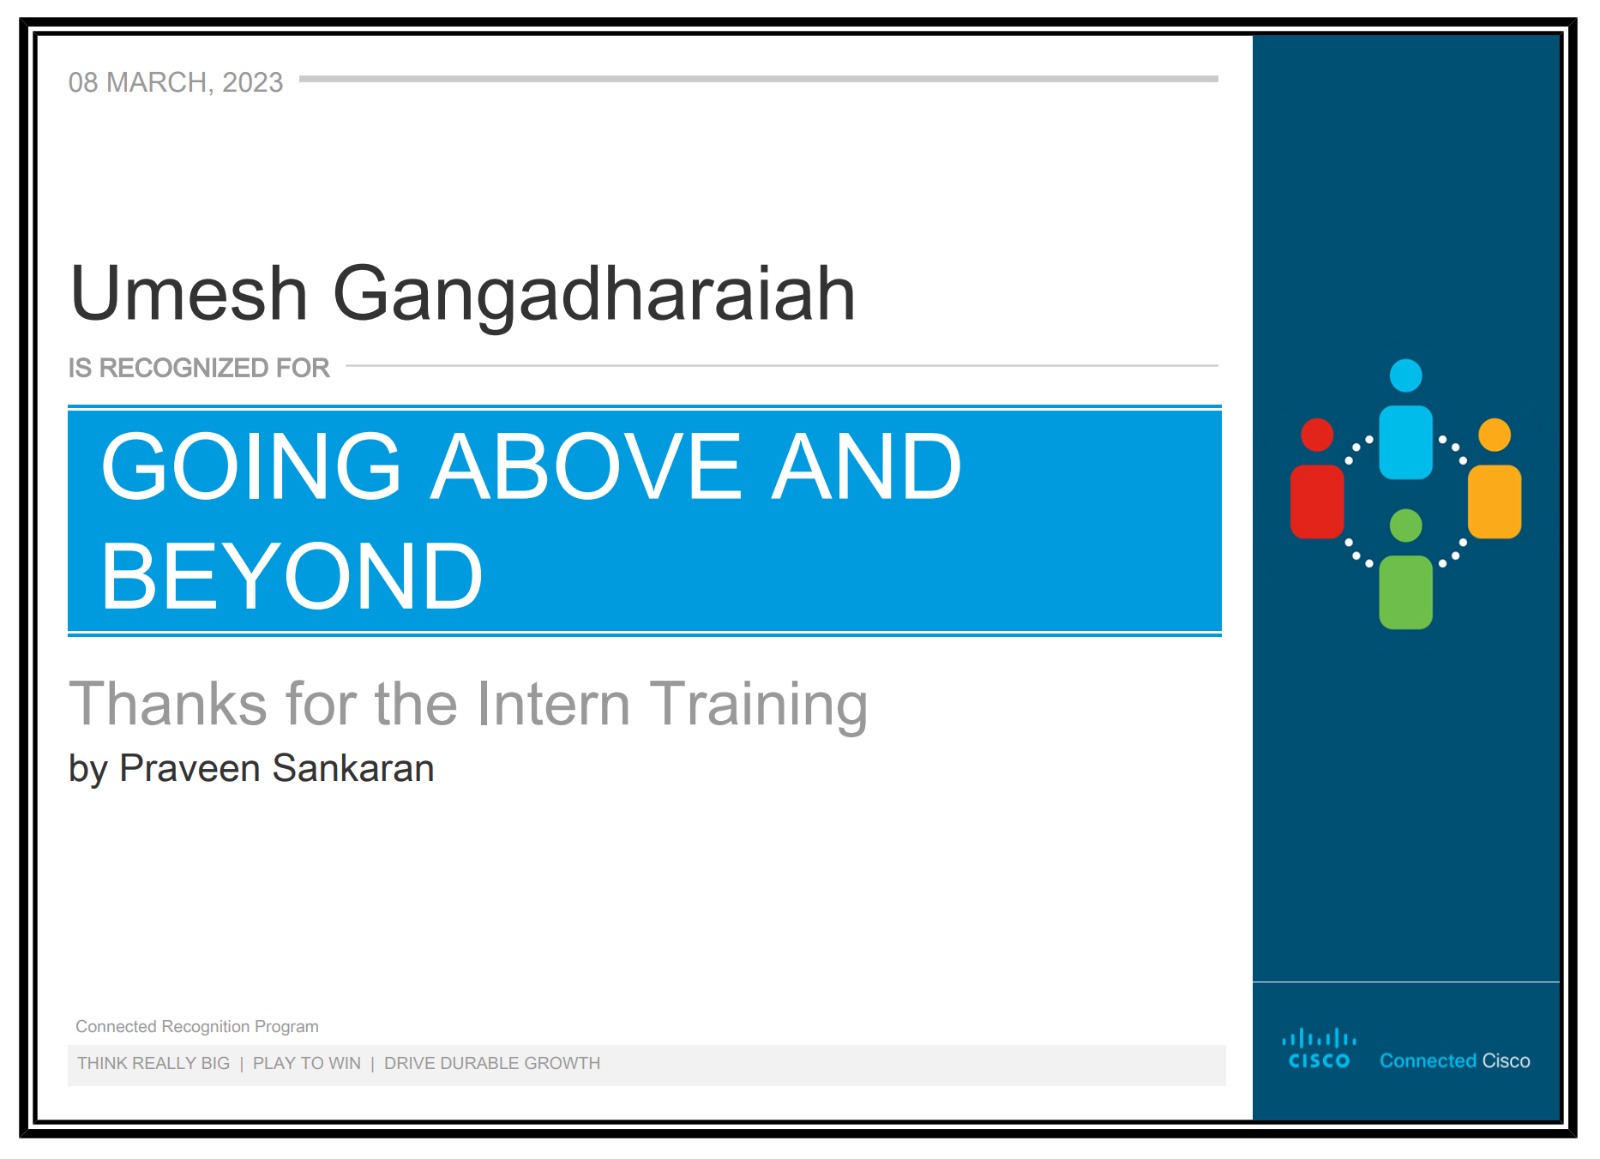 08 MARCH, 2023
Umesh Gangadharaiah
IS RECOGNIZED FOR
GOING ABOVE AND
BEYOND
Thanks for the Intern Training
by Praveen Sankaran
Connected Recognition Program
THINK REALLY BIG | PLAY TO WIN | DRIVE DURABLE GROWTH
CISCO
Connected Cisco